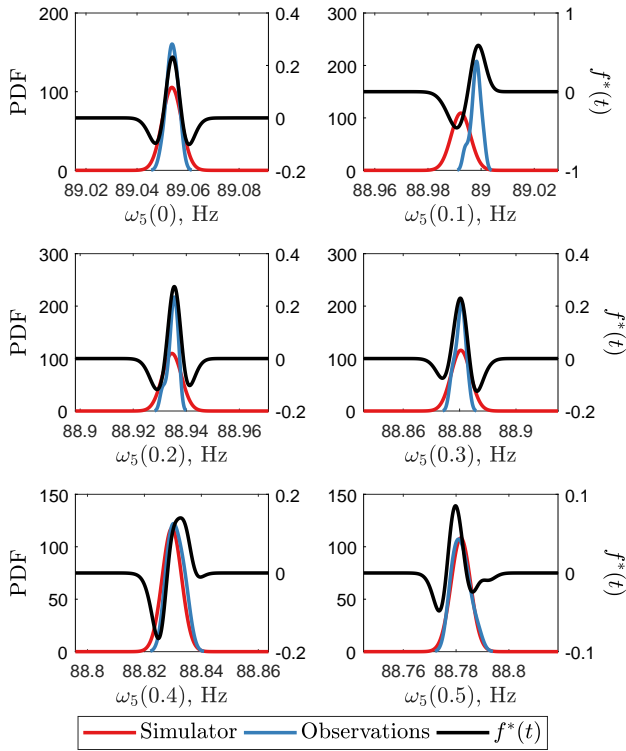 200 0.4 300 1
150 0.2 200 0
100 0 100 -1
50 -0.2 0
0
PDF
f*(t)
89.02 89.04 89.06 89.08 88.96 88.98 89 89.02
ω₅(0), Hz ω₅(0.1), Hz
300 0.4 300 0.4
200 0.2 200 0.2
100 0 100 0
0 -0.2 0 -0.2
PDF
f*(t)
88.9 88.92 88.94 88.96 88.86 88.88 88.9
ω₅(0.2), Hz ω₅(0.3), Hz
150 0.2 150 0.1
100 0 100 0
50 50
0 -0.2 0 -0.1
PDF
f*(t)
88.8 88.82 88.84 88.86 88.76 88.78 88.8
ω₅(0.4), Hz ω₅(0.5), Hz
Simulator Observations f*(t)